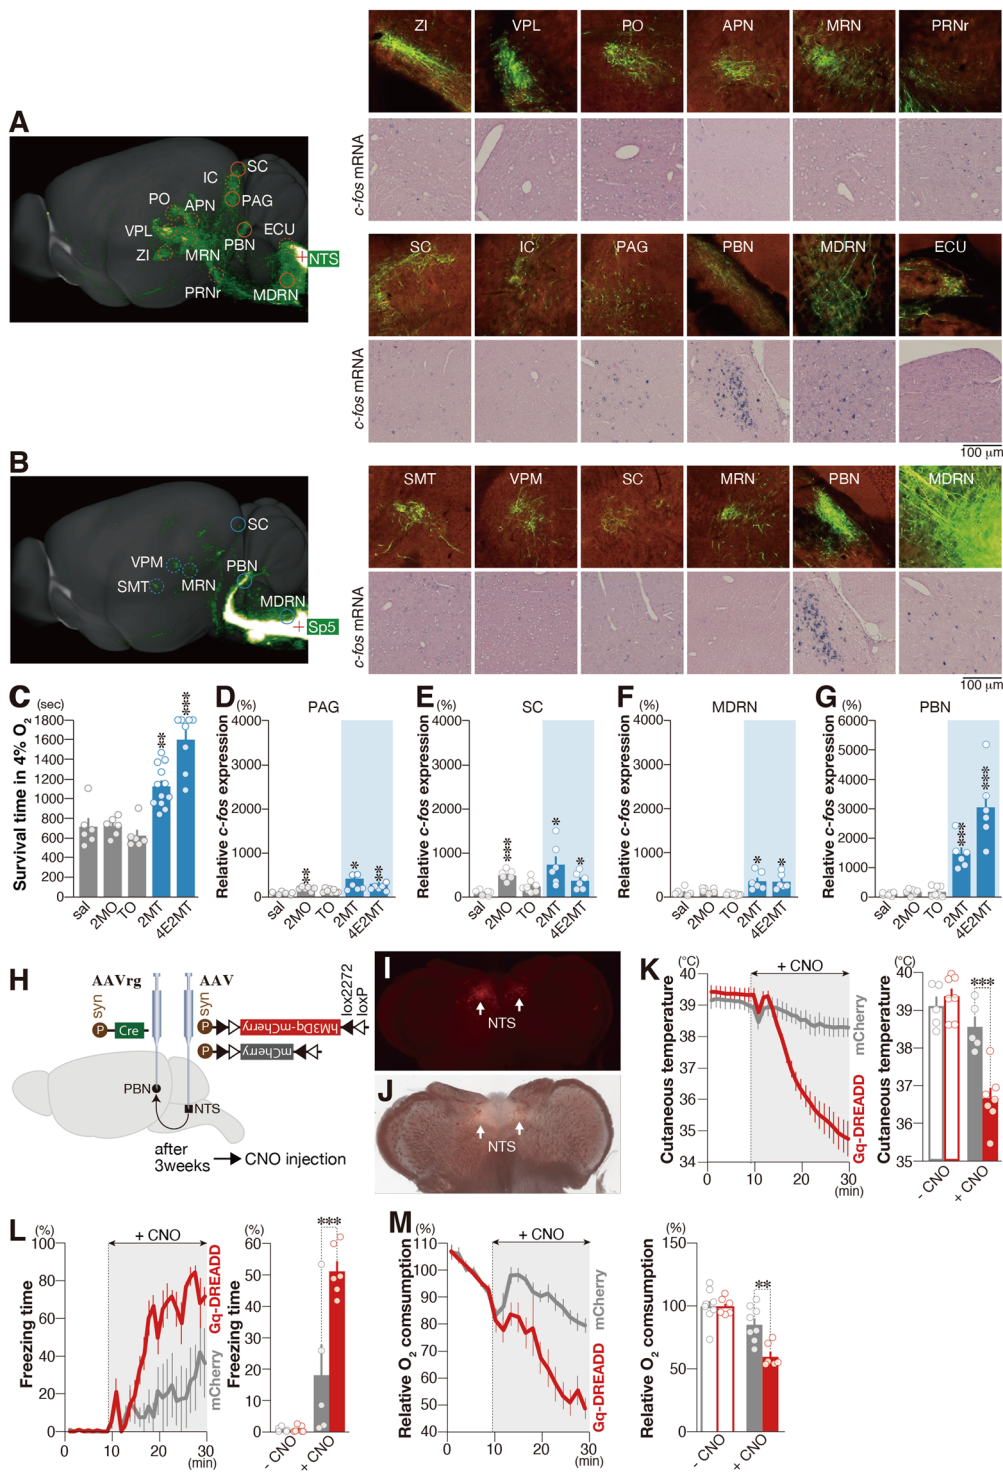 A
ZI VPL PO APN MRN PRNr
c-fos mRNA
SC
IC
PAG
PO APN
VPL
ZI MRN PBN ECU
NTS
PRNr MDRN
SC IC PAG PBN MDRN ECU
c-fos mRNA
100 μm
B
SMT VPM SC MRN PBN MDRN
c-fos mRNA
SC
VPM
SMT MRN PBN
MDRN
Sp5
100 μm
C (sec)
Survival time in 4% O2
1800
1600
1400
1200
1000
800
600
400
200
0
** ***
sal 2MO TO 2MT 4E2MT
D (%) PAG
Relative c-fos expression
4000
3000
2000
1000
0
** * **
sal 2MO TO 2MT 4E2MT
E (%) SC
Relative c-fos expression
4000
3000
2000
1000
0
*** * *
sal 2MO TO 2MT 4E2MT
F (%) MDRN
Relative c-fos expression
4000
3000
2000
1000
0
* *
sal 2MO TO 2MT 4E2MT
G (%) PBN
Relative c-fos expression
6000
5000
4000
3000
2000
1000
0
*** ***
sal 2MO TO 2MT 4E2MT
H
AAVrg AAV
syn syn
P Cre
P hM3Dq-mCherry
lox2272
loxP
P mCherry
PBN
NTS
after
3weeks
CNO injection
I
NTS
J
NTS
K (°C)
Cutaneous temperature
+ CNO
40
39
38
37
36
35
34
0 10 20 30
(min)
mCherry
Gq-DREADD
(°C)
Cutaneous temperature
40
39
38
37
36
35
***
- CNO
+ CNO
L (%)
Freezing time
+ CNO
100
80
60
40
20
0
0 10 20 30
(min)
Gq-DREADD
mCherry
(%)
Freezing time
60
50
40
30
20
10
0
***
- CNO
+ CNO
M (%)
Relative O2 comsumption
+ CNO
110
100
90
80
70
60
50
40
0 10 20 30
(min)
mCherry
Gq-DREADD
(%)
Relative O2 comsumption
150
100
50
0
**
- CNO
+ CNO